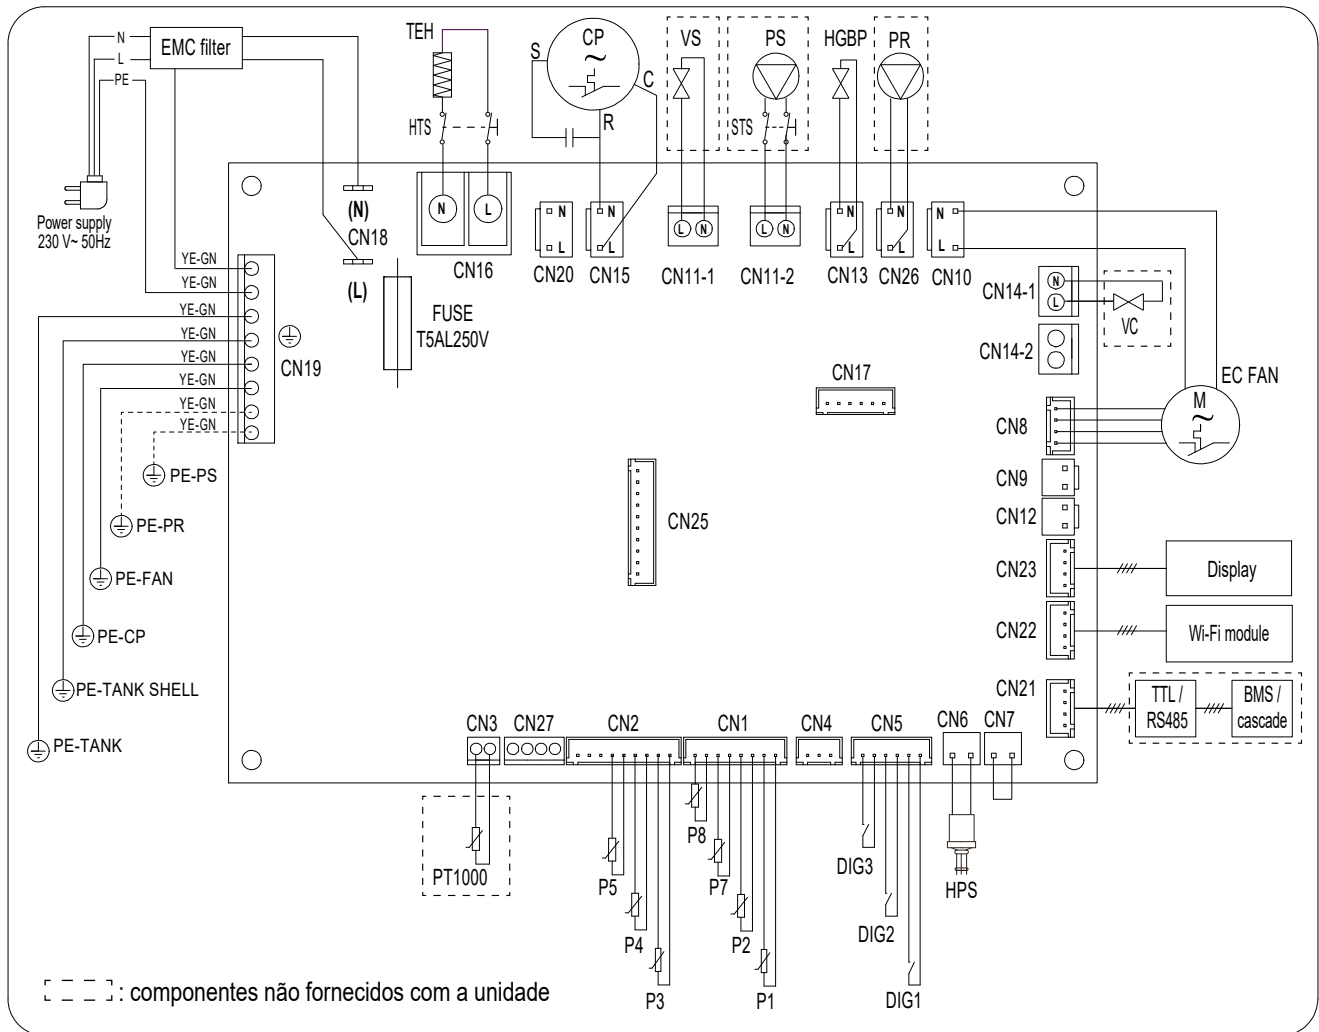 N
L
PE
EMC filter
Power supply
230 V~ 50Hz
TEH
HTS
S
CP
~
C
R
VS
PS
STS
HGBP
PR
(N)
CN18
(L)
N
L
CN16
N
L
CN20
N
L
CN15
L
N
CN11-1
L
N
CN11-2
N
L
CN13
N
L
CN26
N
L
CN10
CN14-1
N
L
VC
CN14-2
EC FAN
M
~
YE-GN
YE-GN
YE-GN
YE-GN
YE-GN
YE-GN
YE-GN
YE-GN
CN19
FUSE
T5AL250V
CN17
CN8
CN9
CN12
CN25
CN23
Display
CN22
Wi-Fi module
CN21
TTL /
RS485
BMS /
cascade
PE-PS
PE-PR
PE-FAN
PE-CP
PE-TANK SHELL
PE-TANK
CN3
CN27
CN2
CN1
CN4
CN5
CN6
CN7
PT1000
P5
P4
P3
P8
P7
P2
P1
DIG3
DIG2
DIG1
HPS
: componentes não fornecidos com a unidade